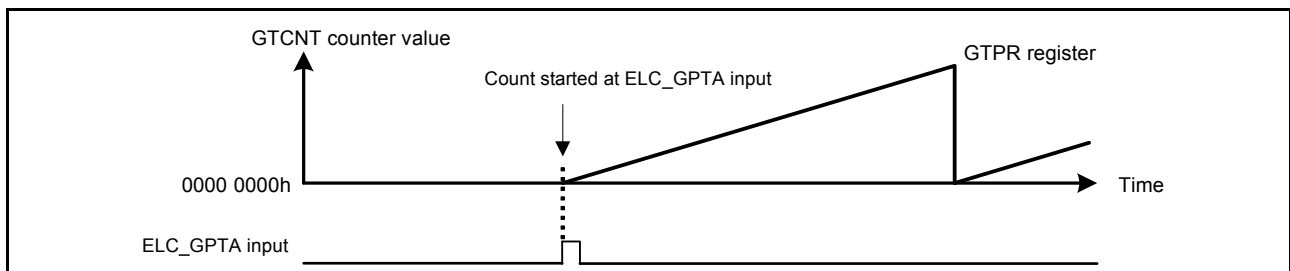 GTCNT counter value
GTPR register
Count started at ELC_GPTA input
0000 0000h
Time
ELC_GPTA input